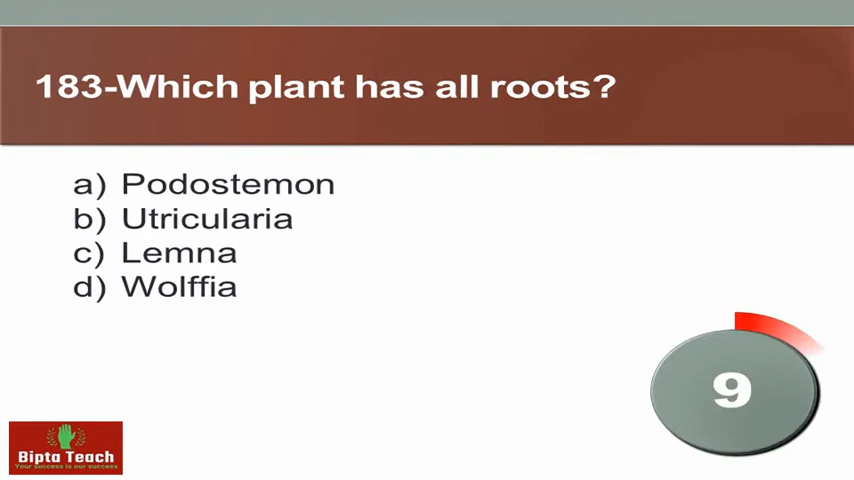 183-Which plant has all roots?
a) Podostemon
b) Utricularia
c) Lemna
d) Wolffia
9
Bipta Teach
Your success is our success